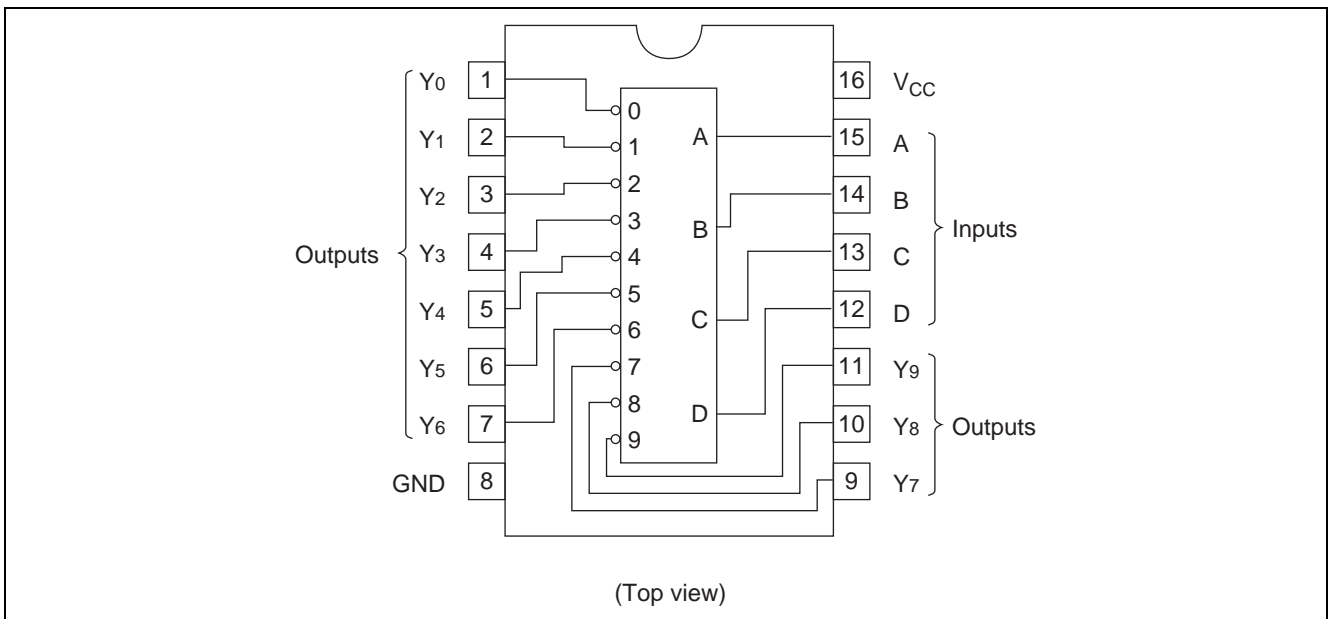 Y0 1 16 VCC
0
Y1 2 1 A 15 A
Y2 3 2 14 B
3 B
Outputs Y3 4 4 13 C Inputs
5
Y4 5 C 12 D
6
Y5 6 7 11 Y9
8 D
Y6 7 9 10 Y8 Outputs
GND 8 9 Y7
(Top view)